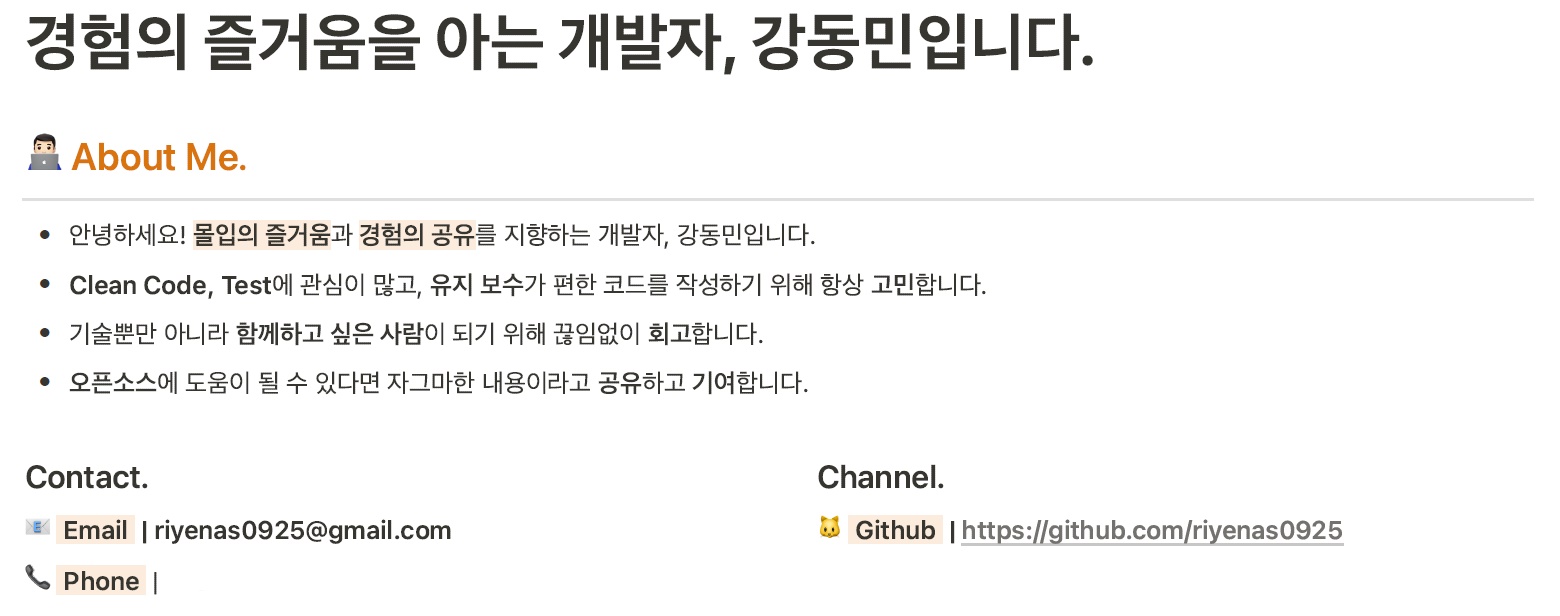 경험의 즐거움을 아는 개발자, 강동민입니다.
About Me.
안녕하세요! 몰입의 즐거움과 경험의 공유를 지향하는 개발자, 강동민입니다.
Clean Code, Test에 관심이 많고, 유지 보수가 편한 코드를 작성하기 위해 항상 고민합니다.
기술뿐만 아니라 함께하고 싶은 사람이 되기 위해 끊임없이 회고합니다.
오픈소스에 도움이 될 수 있다면 자그마한 내용이라고 공유하고 기여합니다.
Contact.
Email | riyenas0925@gmail.com
Phone |
Channel.
Github | https://github.com/riyenas0925